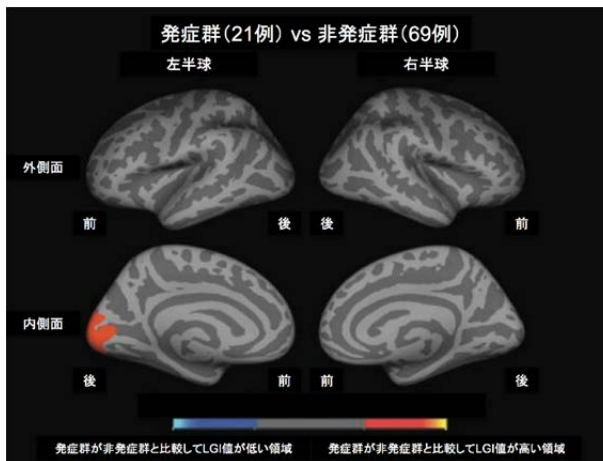 発症群(21例) vs 非発症群(69例)
左半球 右半球
外側面
前 後 後 前
内側面
後 前 前 後
発症群が非発症群と比較してLGI値が低い領域 発症群が非発症群と比較してLGI値が高い領域